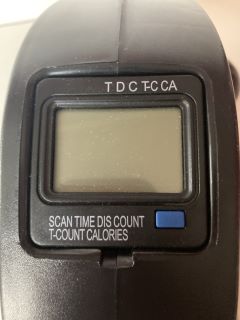 T D C T-C CA
SCAN TIME DIS COUNT
T-COUNT CALORIES